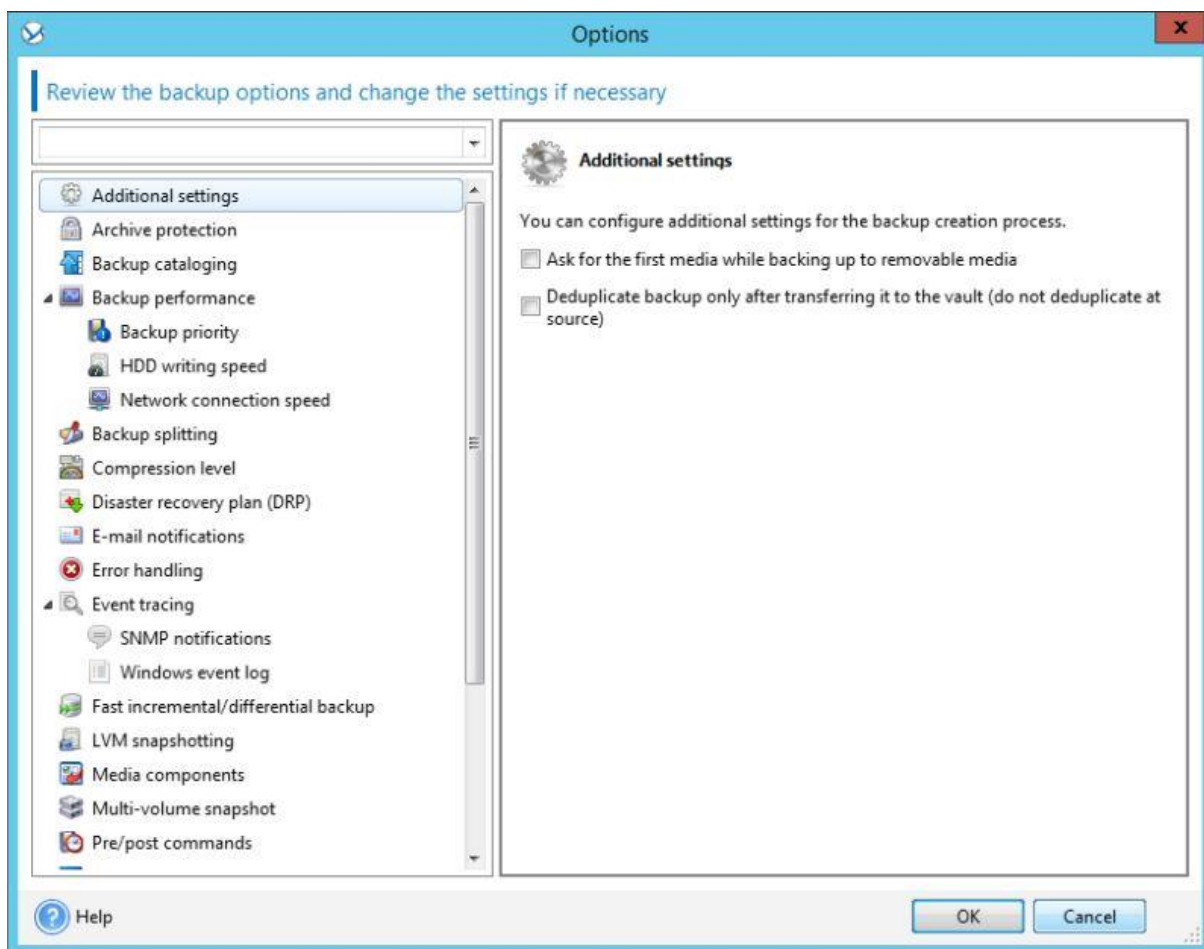 Options
x
Review the backup options and change the settings if necessary
Additional settings
Archive protection
Backup cataloging
Backup performance
Backup priority
HDD writing speed
Network connection speed
Backup splitting
Compression level
Disaster recovery plan (DRP)
E-mail notifications
Error handling
Event tracing
SNMP notifications
Windows event log
Fast incremental/differential backup
LVM snapshotting
Media components
Multi-volume snapshot
Pre/post commands
Additional settings
You can configure additional settings for the backup creation process.
Ask for the first media while backing up to removable media
Deduplicate backup only after transferring it to the vault (do not deduplicate at
source)
? Help
OK
Cancel